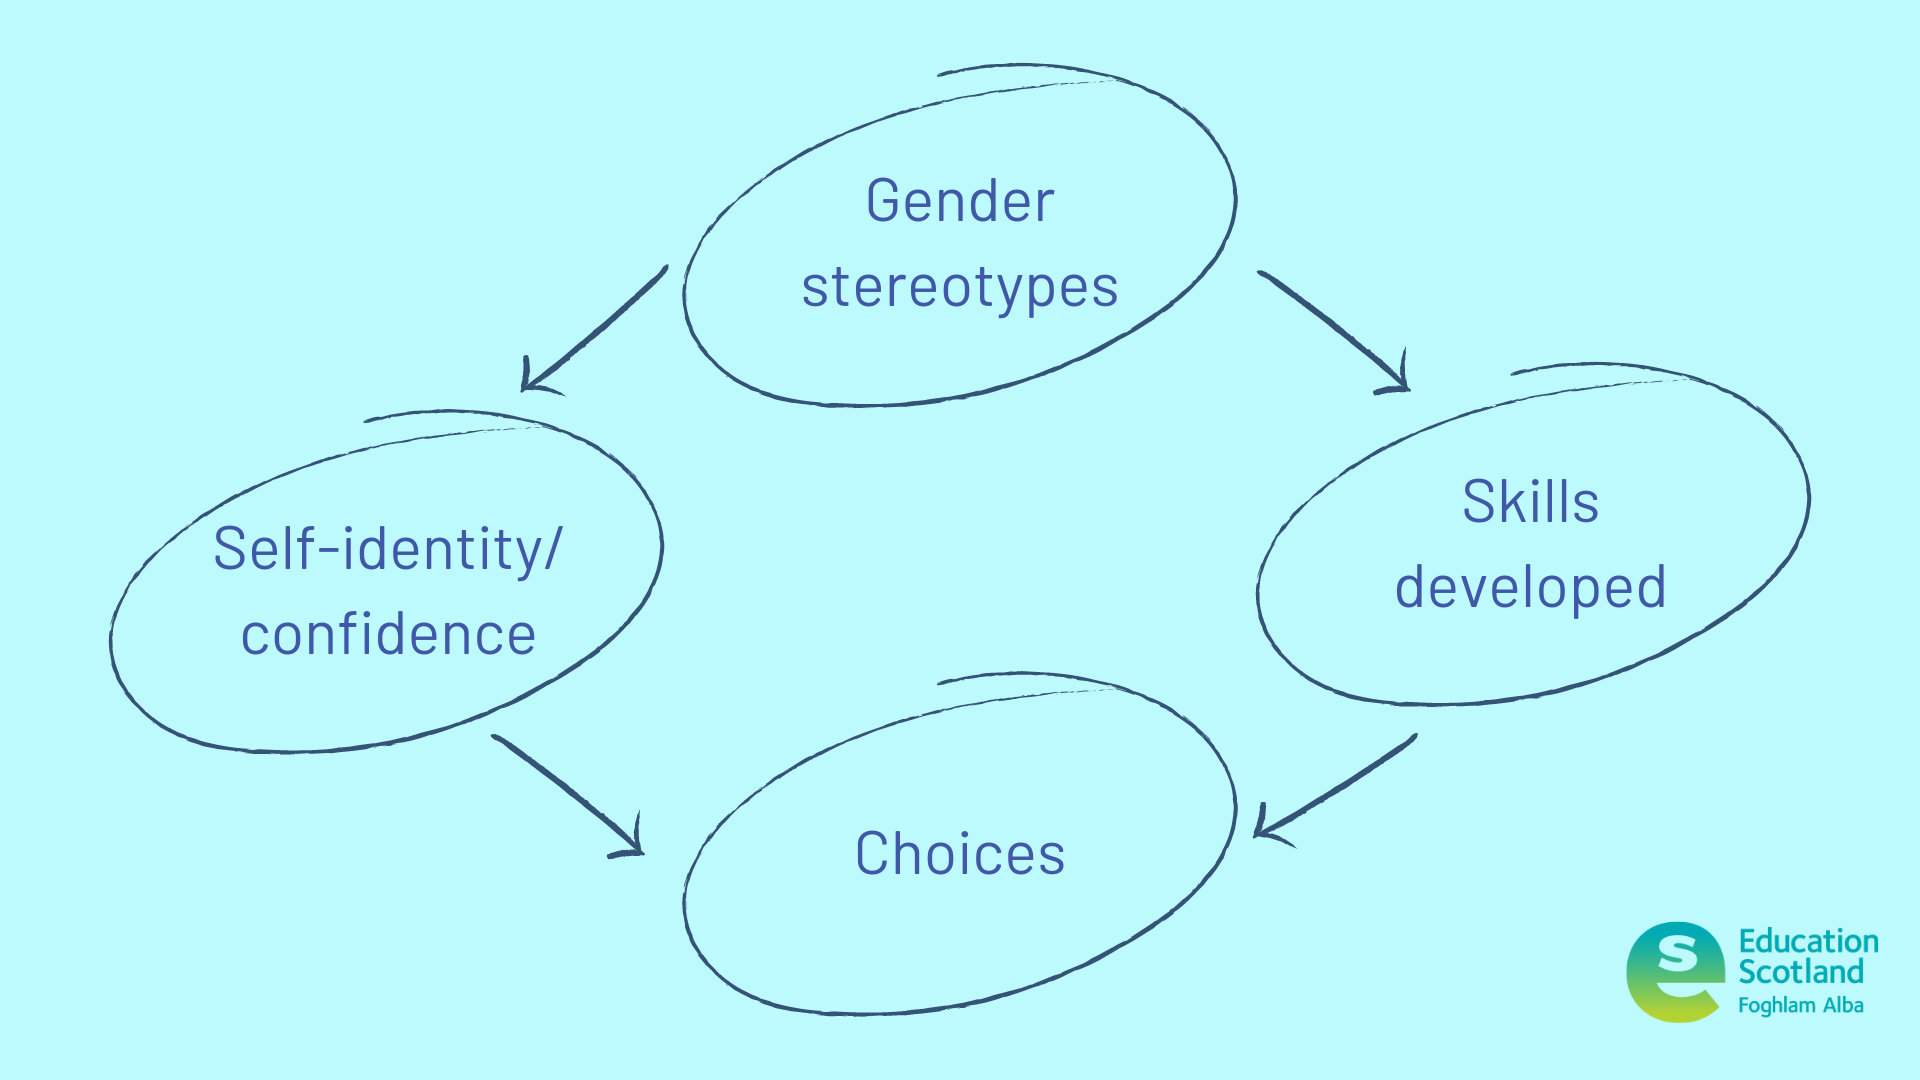 Gender
stereotypes
Self-identity/
confidence
Skills
developed
Choices
Education
Scotland
Foghlam Alba